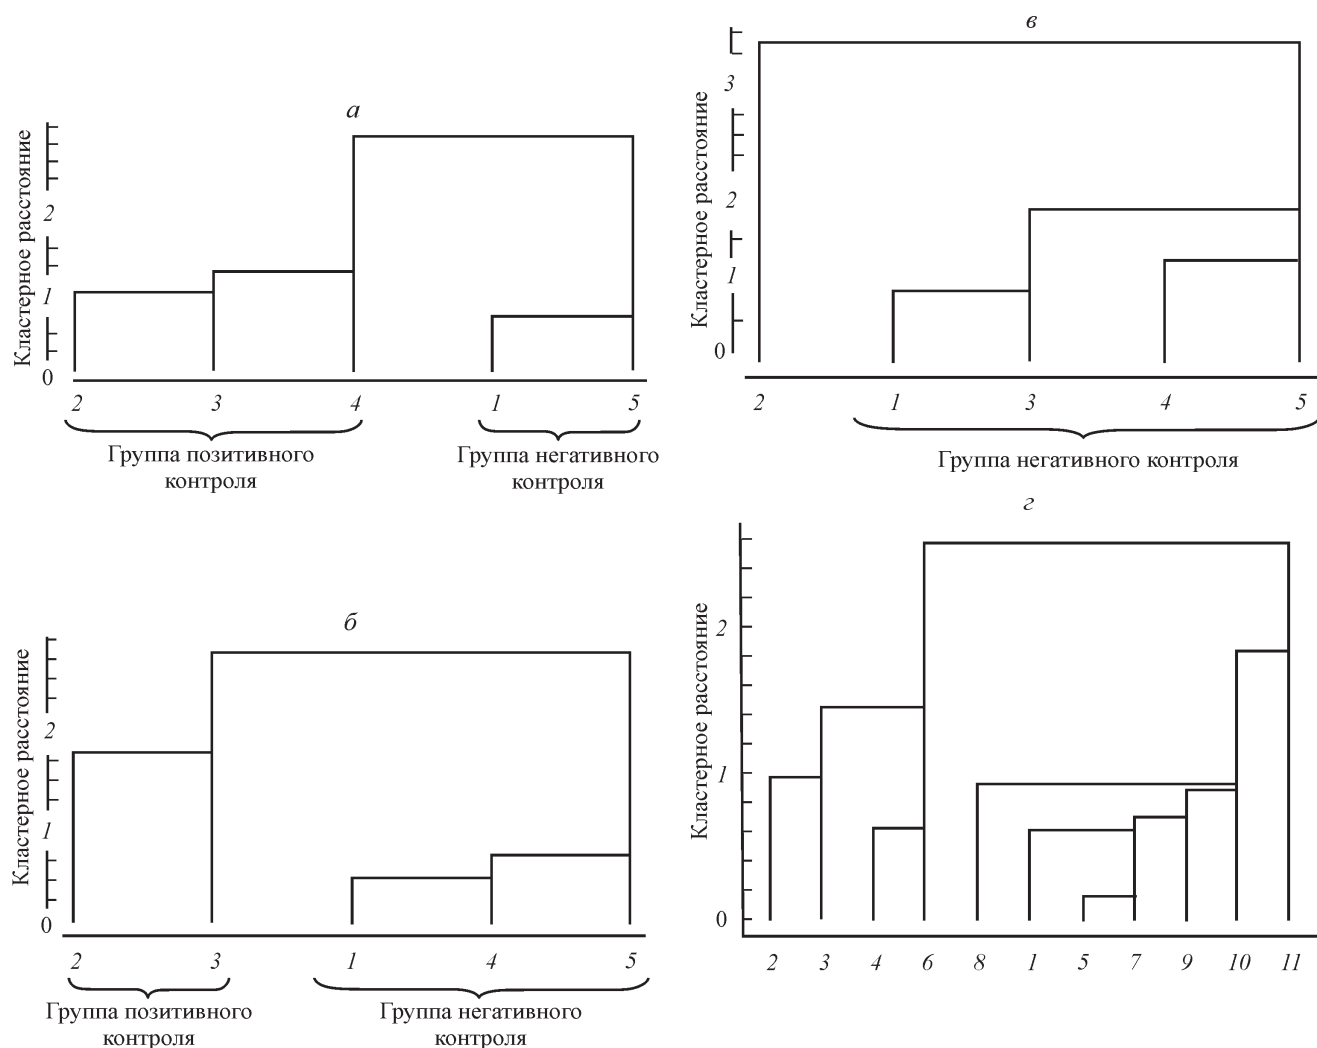 а
Кластерное расстояние
2
1
0
2 3 4 1 5
Группа позитивного
контроля
Группа негативного
контроля
в
Кластерное расстояние
3
2
1
0
2 1 3 4 5
Группа негативного контроля
б
Кластерное расстояние
2
1
0
2 3 1 4 5
Группа позитивного
контроля
Группа негативного
контроля
г
Кластерное расстояние
2
1
0
2 3 4 6 8 1 5 7 9 10 11